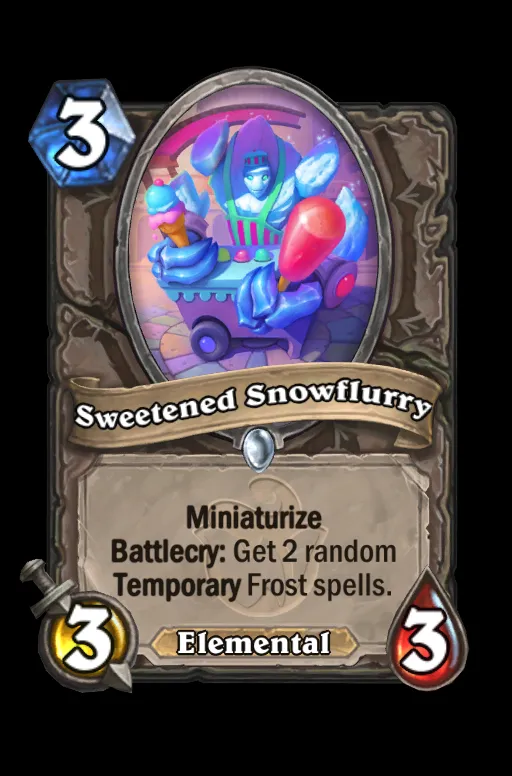 3
Sweetened Snowflurry
Miniaturize
Battlecry: Get 2 random
Temporary Frost spells.
3
Elemental
3